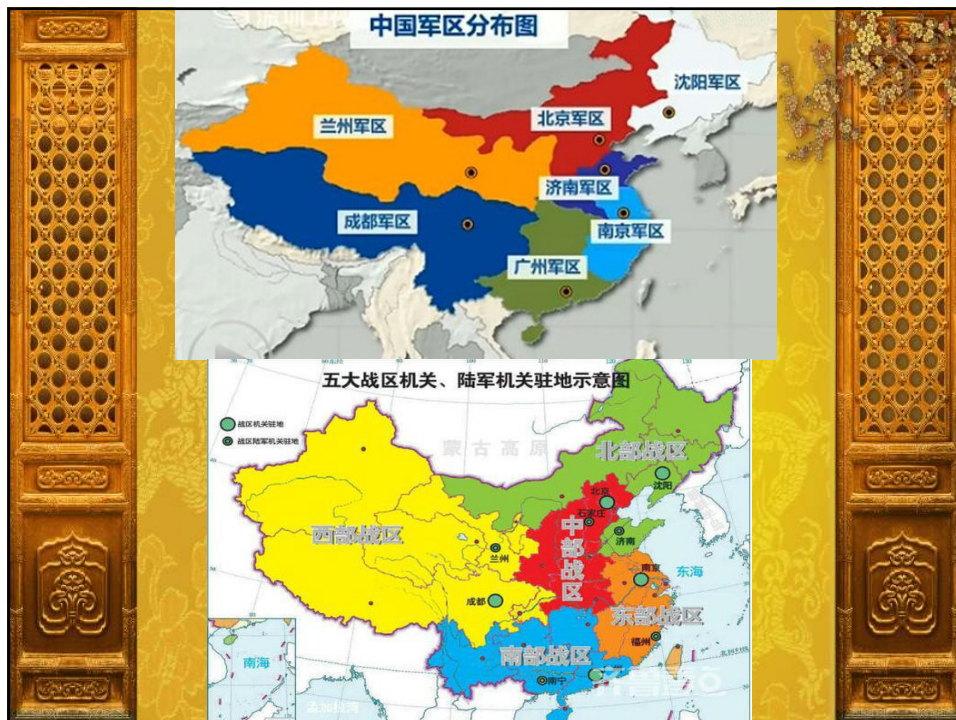 中国军区分布图
沈阳军区
北京军区
兰州军区
济南军区
成都军区
南京军区
广州军区
五大战区机关、陆军机关驻地示意图
战区机关驻地
战区陆军机关驻地
蒙古高原
北部战区
沈阳
北京
石家庄
济南
西部战区
中部战区
兰州
成都
南京
东海
东部战区
福州
南部战区
南宁
南海